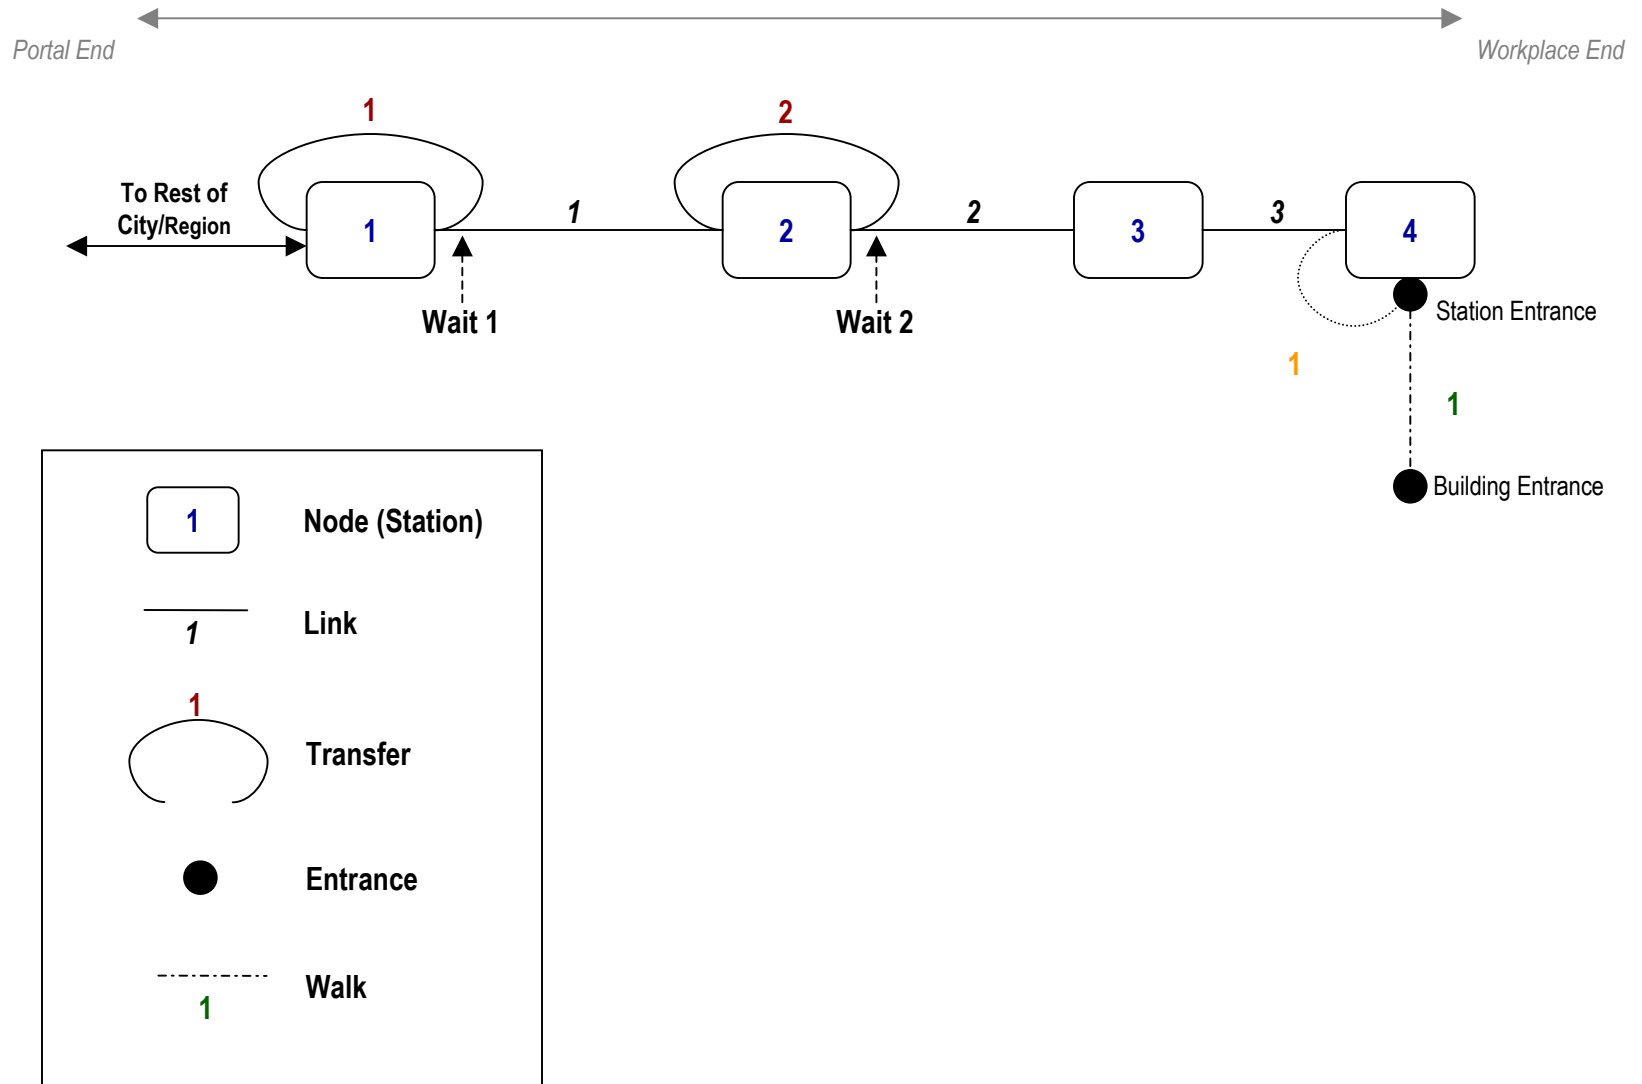 Portal End
Workplace End
1
2
To Rest of
City/Region
1
1
2
2
3
3
4
Wait 1
Wait 2
Station Entrance
1
1
Building Entrance
1
Node (Station)
1
Link
1
Transfer
Entrance
Walk
1